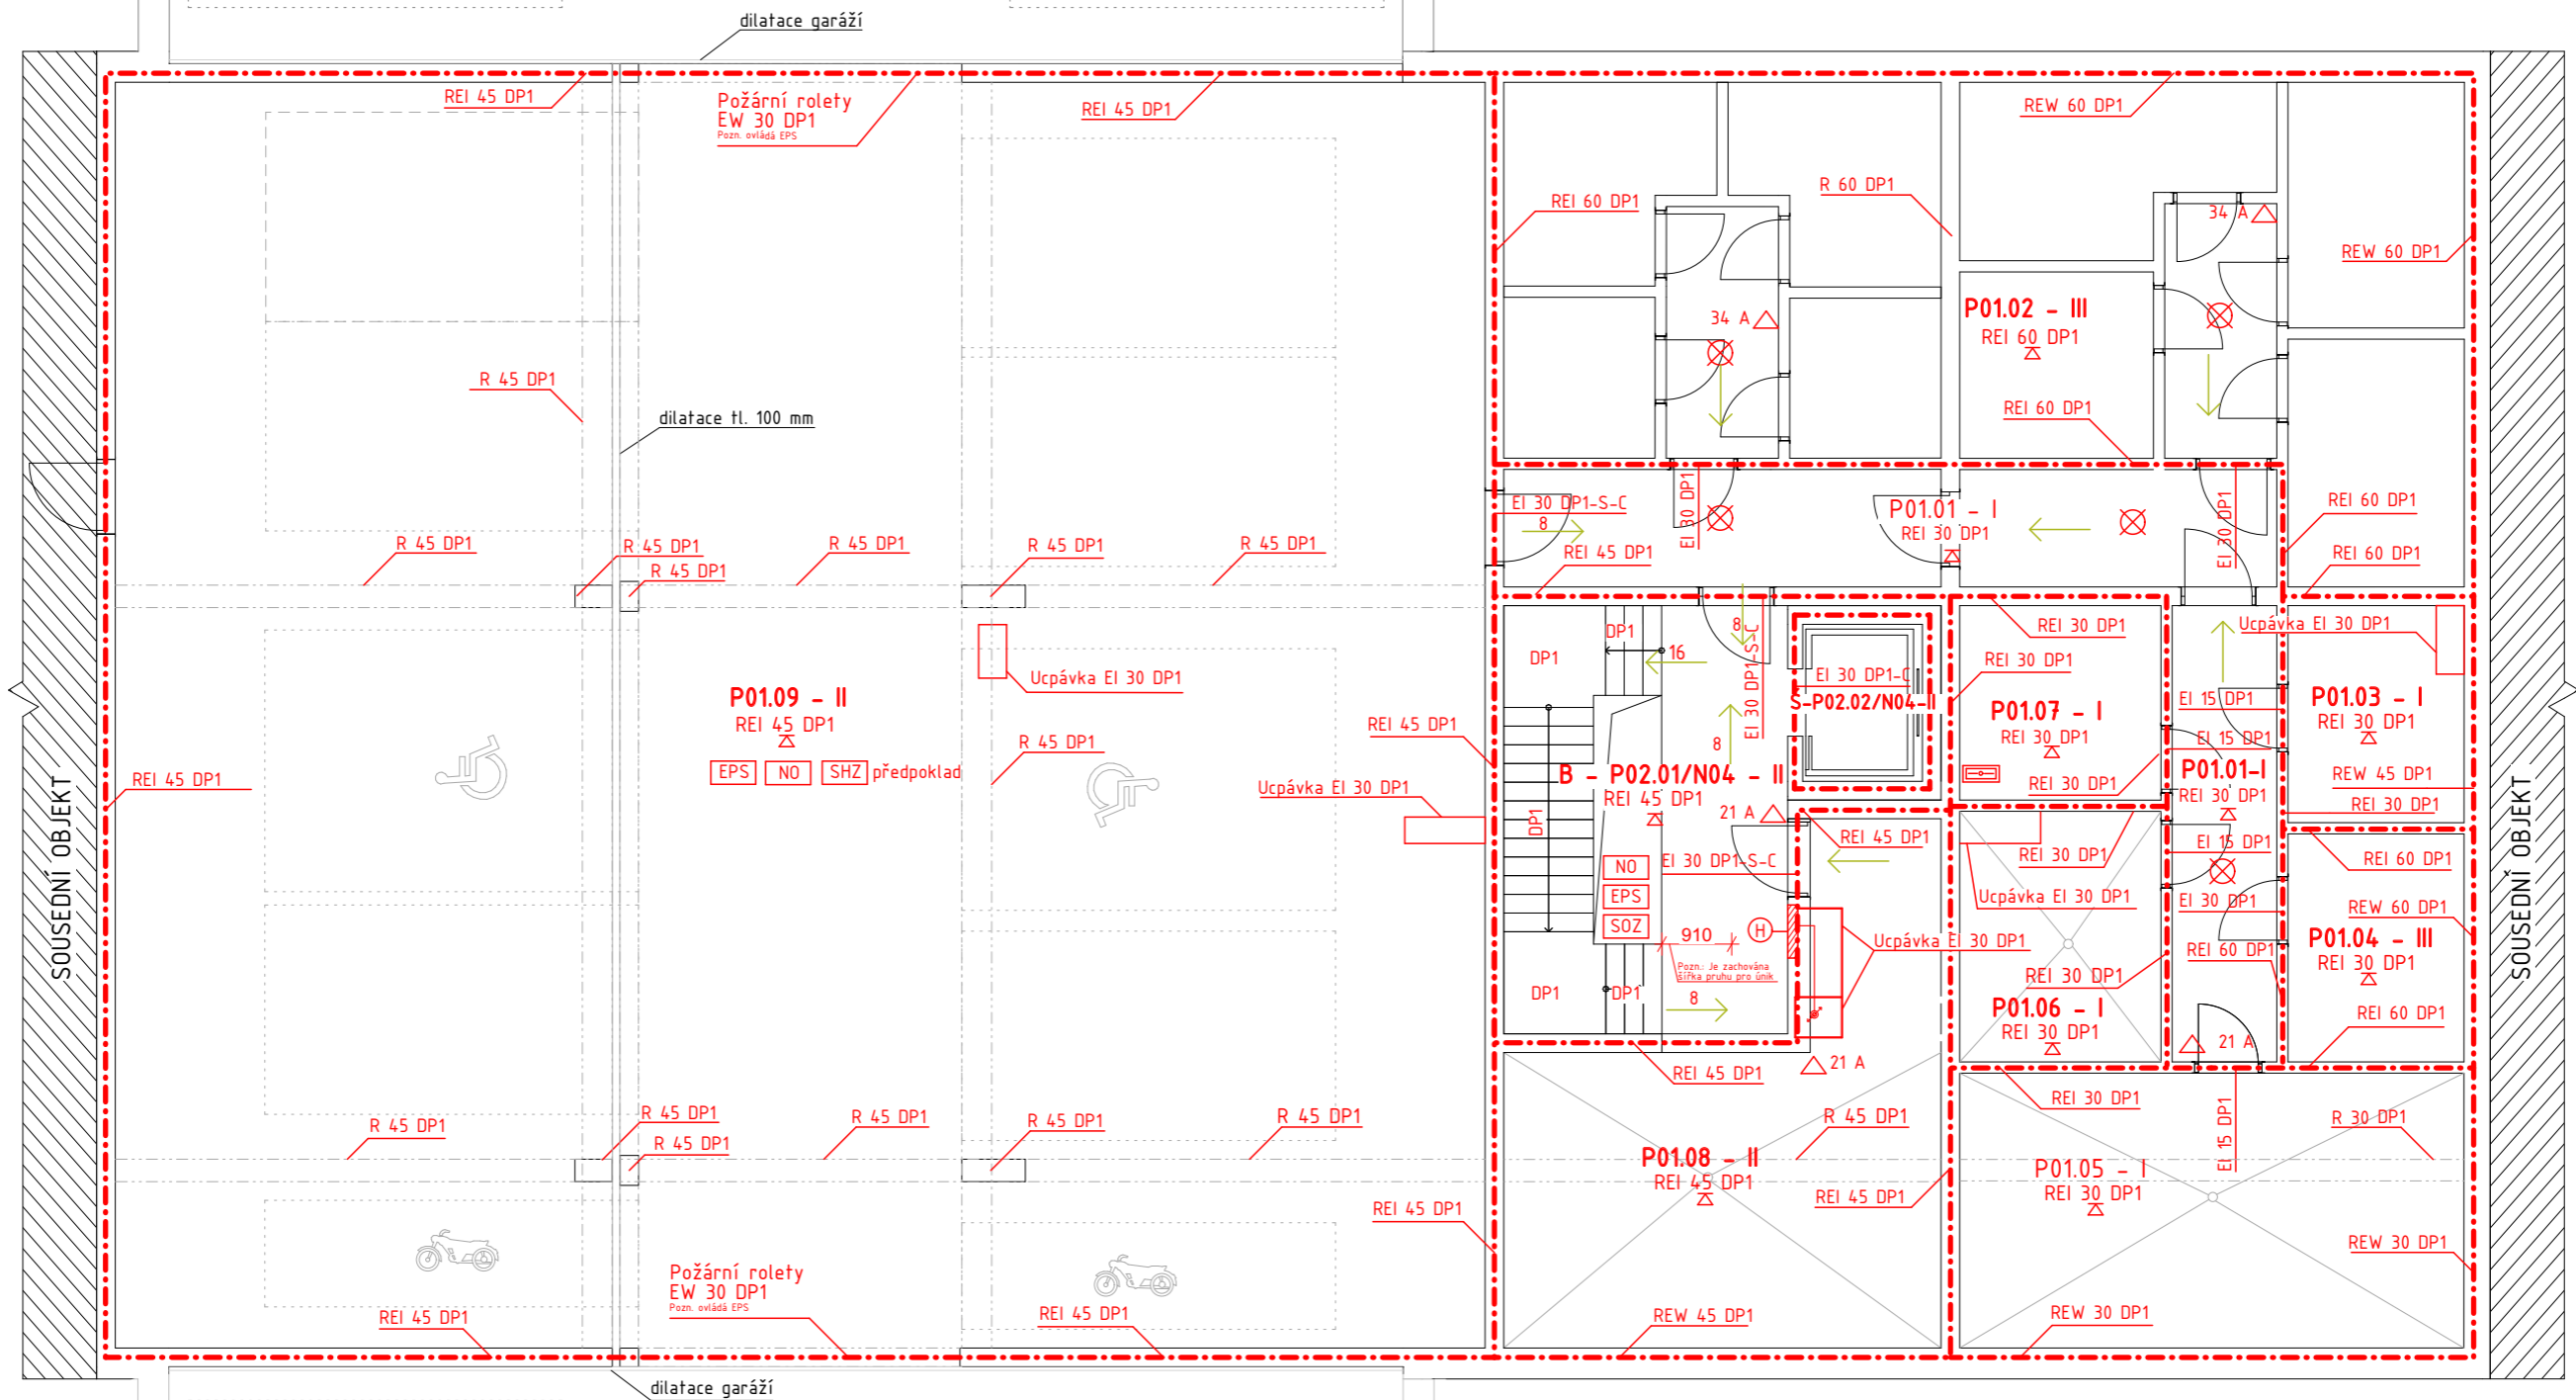 dilatace garáží
REI 45 DP1
Požární rolety
EW 30 DP1
Pozn. ovládá EPS
REI 45 DP1
REW 60 DP1
REI 60 DP1
R 60 DP1
34 A
REW 60 DP1
P01.02 - III
REI 60 DP1
34 A
R 45 DP1
dilatace tl. 100 mm
REI 60 DP1
EI 30 DP1-S-C
8
EI 30 DP1
P01.01 - I
REI 30 DP1
EI 30 DP1
REI 60 DP1
REI 60 DP1
R 45 DP1
R 45 DP1
R 45 DP1
R 45 DP1
R 45 DP1
R 45 DP1
REI 45 DP1
DP1
DP1
16
8
EI 30 DP1-S-C
REI 30 DP1
Ucpávka EI 30 DP1
REI 30 DP1
Ucpávka EI 30 DP1
EI 30 DP1-C
S-P02.02/N04-II
P01.09 - II
REI 45 DP1
EPS
NO
SHZ předpoklad
R 45 DP1
REI 45 DP1
8
P01.07 - I
REI 30 DP1
EI 15 DP1
EI 15 DP1
P01.03 - I
REI 30 DP1
REI 45 DP1
Ucpávka EI 30 DP1
B - P02.01/N04 - II
REI 45 DP1
21 A
DP1
REI 30 DP1
P01.01-I
REI 30 DP1
REW 45 DP1
REI 30 DP1
REI 45 DP1
EI 15 DP1
REI 30 DP1
REI 60 DP1
SOUSEDNÍ OBJEKT
SOUSEDNÍ OBJEKT
NO
EPS
SOZ
EI 30 DP1-S-C
Ucpávka EI 30 DP1
EI 30 DP1
REW 60 DP1
910
H
Ucpávka EI 30 DP1
Pozn.: Je zachována
šířka pruhu pro únik
P01.04 - III
REI 30 DP1
REI 60 DP1
REI 30 DP1
DP1
DP1
8
P01.06 - I
REI 30 DP1
REI 60 DP1
21 A
21 A
REI 45 DP1
REI 30 DP1
EI 15 DP1
R 30 DP1
R 45 DP1
R 45 DP1
R 45 DP1
R 45 DP1
R 45 DP1
R 45 DP1
R 45 DP1
P01.08 - II
REI 45 DP1
P01.05 - I
REI 30 DP1
REI 45 DP1
REI 45 DP1
REW 30 DP1
Požární rolety
EW 30 DP1
Pozn. ovládá EPS
REI 45 DP1
REI 45 DP1
REW 45 DP1
REW 30 DP1
dilatace garáží